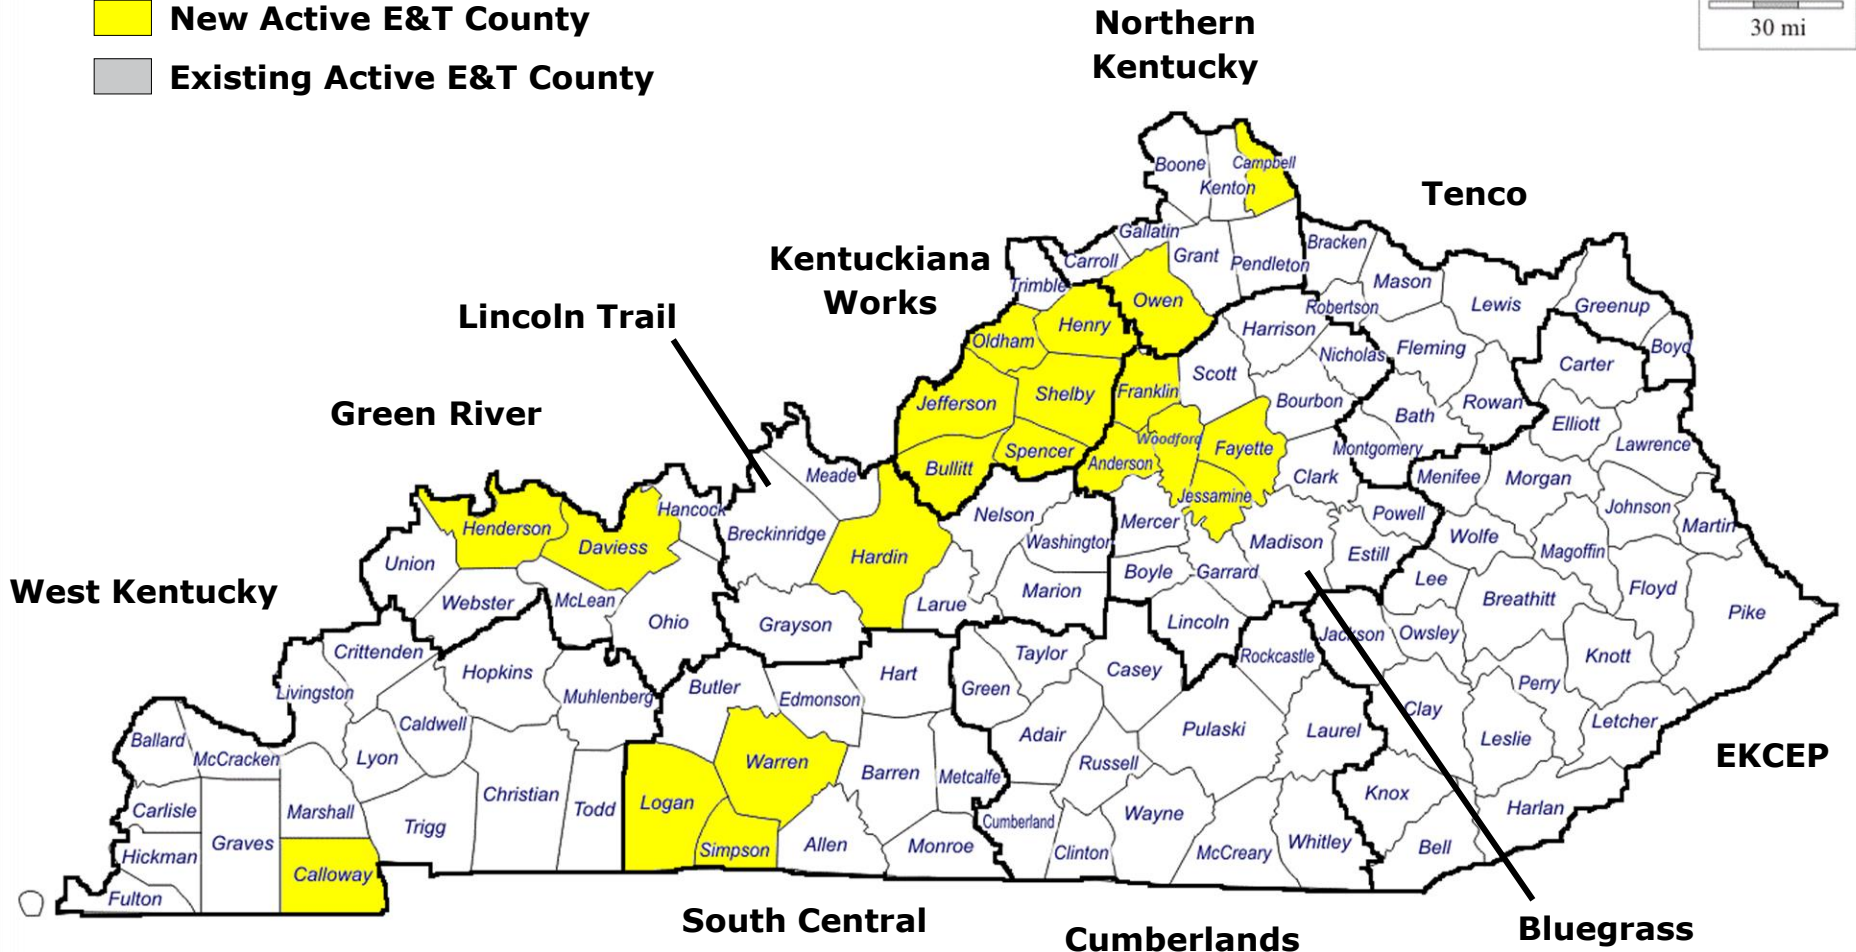 New Active E&T County
Existing Active E&T County
30 mi
Northern
Kentucky
Tenco
Kentuckiana
Works
Lincoln Trail
Green River
West Kentucky
EKCEP
South Central
Cumberlands
Bluegrass
Boone
Campbell
Kenton
Gallatin
Carroll
Grant
Pendleton
Bracken
Trimble
Owen
Mason
Robertson
Lewis
Greenup
Henry
Harrison
Oldham
Boyd
Nicholas
Fleming
Carter
Scott
Shelby
Franklin
Jefferson
Bourbon
Rowan
Bath
Elliott
Woodford
Fayette
Lawrence
Montgomery
Spencer
Anderson
Bullitt
Meade
Clark
Menifee
Morgan
Jessamine
Johnson
Hancock
Nelson
Powell
Mercer
Martin
Henderson
Breckinridge
Wolfe
Washington
Madison
Daviess
Magoffin
Estill
Hardin
Union
Boyle
Garrard
Lee
Floyd
Marion
Breathitt
Webster
McLean
Larue
Pike
Ohio
Grayson
Lincoln
Jackson
Owsley
Crittenden
Taylor
Rockcastle
Knott
Hopkins
Hart
Casey
Butler
Green
Perry
Livingston
Muhlenberg
Edmonson
Clay
Caldwell
Letcher
Pulaski
Laurel
Adair
Leslie
Ballard
McCracken
Lyon
Warren
Russell
Barren
Metcalfe
Christian
Knox
Logan
Harlan
Carlisle
Marshall
Todd
Wayne
Cumberland
Trigg
Graves
Whitley
Allen
Monroe
Bell
Simpson
Clinton
McCreary
Hickman
Calloway
Fulton